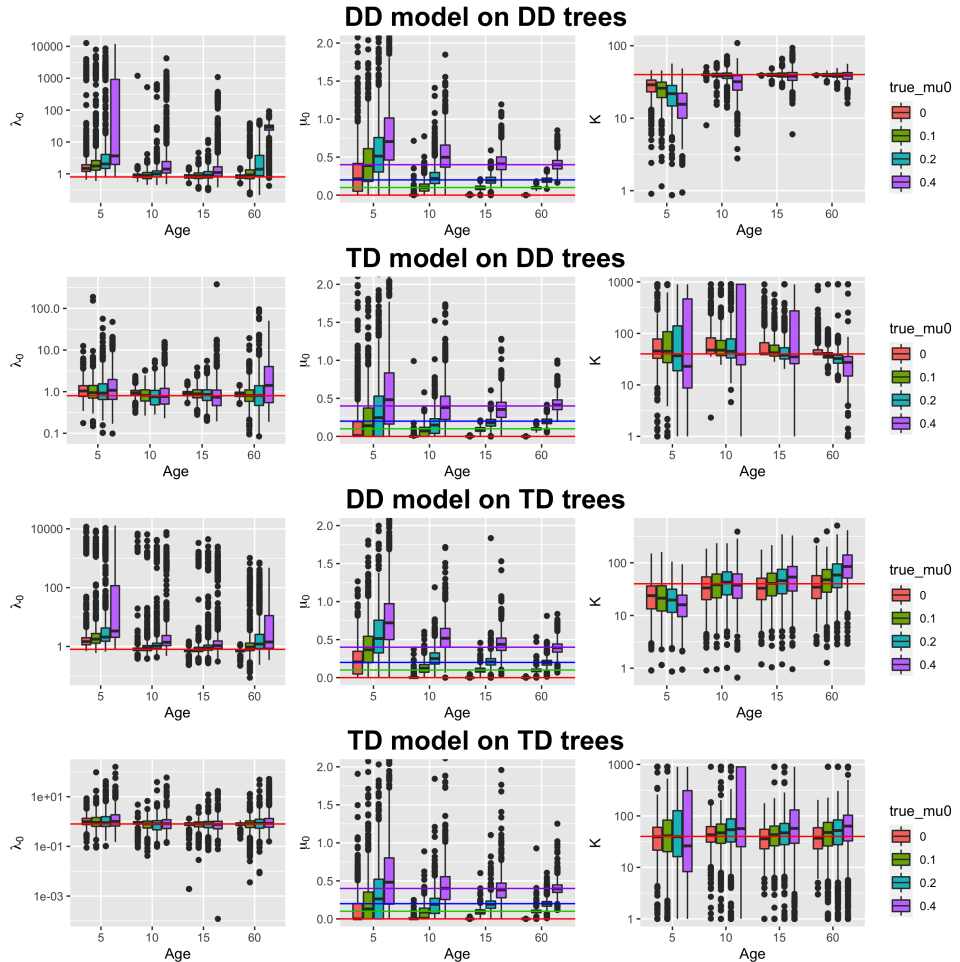 DD model on DD trees
λ0
10000
1000
100
10
1
5 10 15 60
Age
μ0
2.0
1.5
1.0
0.5
0.0
5 10 15 60
Age
K
100
10
1
5 10 15 60
Age
true_mu0
0
0.1
0.2
0.4
TD model on DD trees
λ0
100.0
10.0
1.0
0.1
5 10 15 60
Age
μ0
2.0
1.5
1.0
0.5
0.0
5 10 15 60
Age
K
1000
100
10
1
5 10 15 60
Age
true_mu0
0
0.1
0.2
0.4
DD model on TD trees
λ0
10000
100
1
5 10 15 60
Age
μ0
2.0
1.5
1.0
0.5
0.0
5 10 15 60
Age
K
100
10
1
5 10 15 60
Age
true_mu0
0
0.1
0.2
0.4
TD model on TD trees
λ0
1e+01
1e-01
1e-03
5 10 15 60
Age
μ0
2.0
1.5
1.0
0.5
0.0
5 10 15 60
Age
K
1000
100
10
1
5 10 15 60
Age
true_mu0
0
0.1
0.2
0.4